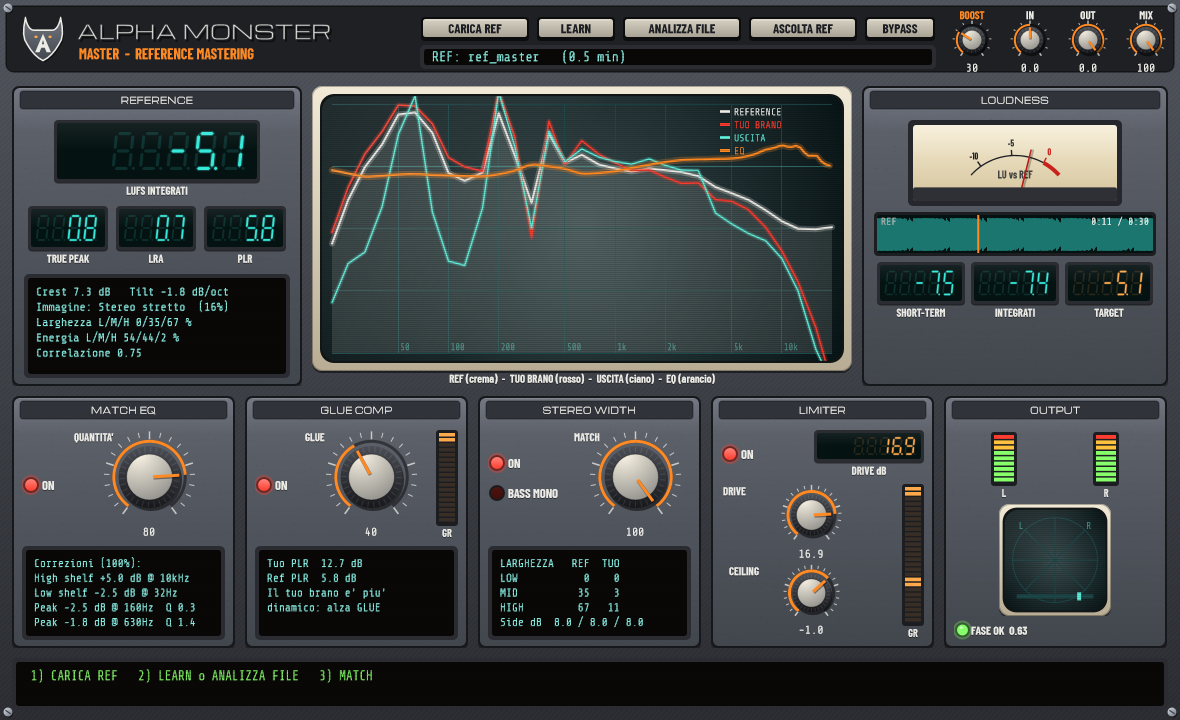 ALPHA MONSTER
MASTER - REFERENCE MASTERING
CARICA REF
LEARN
ANALIZZA FILE
ASCOLTA REF
BYPASS
REF: ref_master (0.5 min)
BOOST
IN
OUT
MIX
30
0.0
0.0
100
REFERENCE
-5.1
LUFS INTEGRATI
0.8
0.7
5.8
TRUE PEAK
LRA
PLR
Crest 7.3 dB Tilt -1.8 dB/oct
Immagine: Stereo stretto (16%)
Larghezza L/M/H 0/35/67 %
Energia L/M/H 54/44/2 %
Correlazione 0.75
REFERENCE
TUO BRANO
USCITA
EQ
50
100
200
500
1k
2k
5k
10k
REF (crema) - TUO BRANO (rosso) - USCITA (ciano) - EQ (arancio)
LOUDNESS
-10
-5
0
LU vs REF
REF
0:11 / 0:30
-7.5
-7.4
-5.1
SHORT-TERM
INTEGRATI
TARGET
MATCH EQ
QUANTITA'
ON
80
Correzioni (100%):
High shelf +5.0 dB @ 10kHz
Low shelf -2.5 dB @ 32Hz
Peak -2.5 dB @ 160Hz Q 0.3
Peak -1.8 dB @ 630Hz Q 1.4
GLUE COMP
GLUE
ON
40
GR
Tuo PLR 12.7 dB
Ref PLR 5.8 dB
Il tuo brano e' piu'
dinamico: alza GLUE
STEREO WIDTH
MATCH
ON
BASS MONO
100
LARGHEZZA REF TUO
LOW 0 0
MID 35 3
HIGH 67 11
Side dB 8.0 / 8.0 / 8.0
LIMITER
ON
16.9
DRIVE dB
DRIVE
16.9
CEILING
-1.0
GR
OUTPUT
L
R
L
R
FASE OK 0.63
1) CARICA REF 2) LEARN o ANALIZZA FILE 3) MATCH